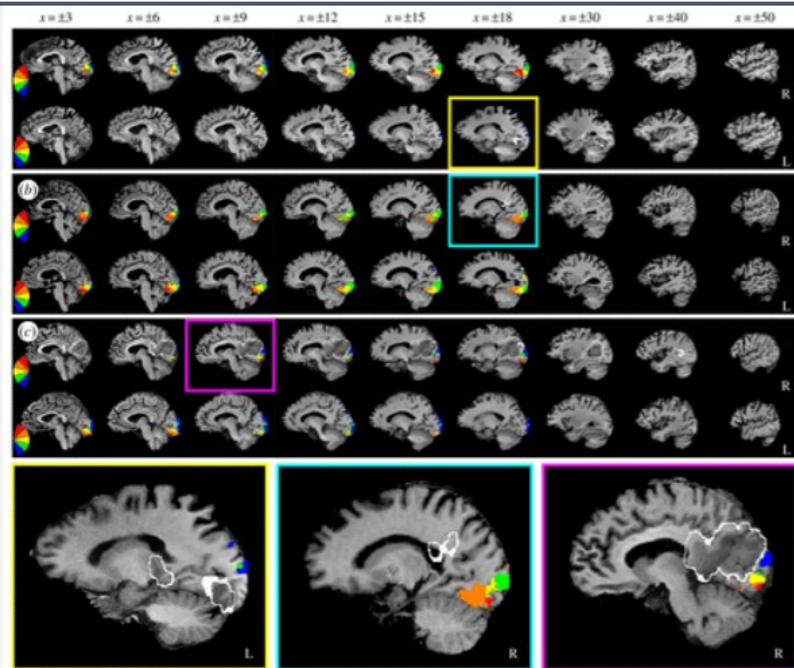 x = ±3 x = ±6 x = ±9 x = ±12 x = ±15 x = ±18 x = ±30 x = ±40 x = ±50
R
L
(b)
R
L
(c)
R
L
L R R